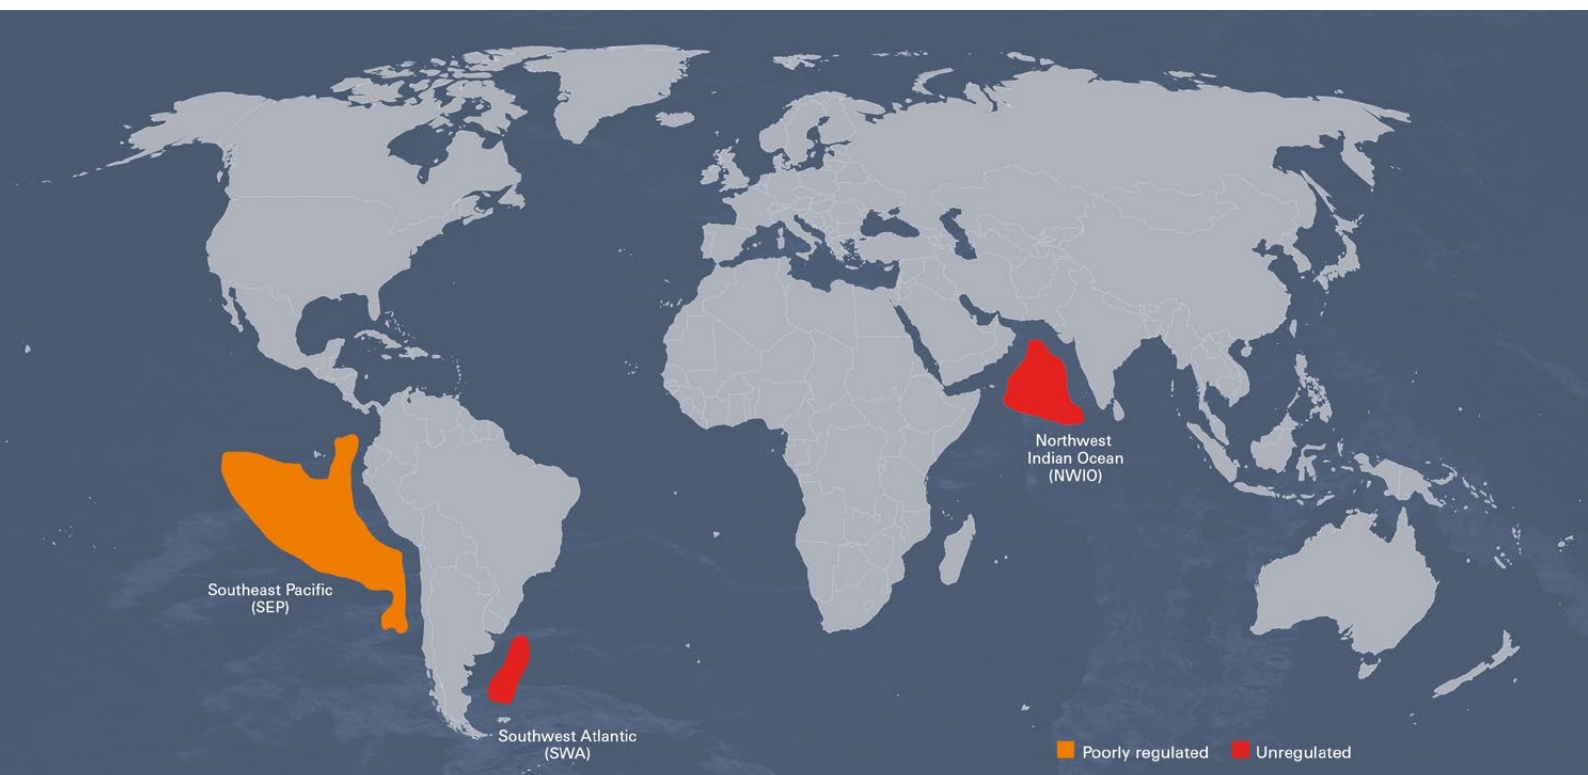 Northwest
Indian Ocean
(NWIO)
Southeast Pacific
(SEP)
Southwest Atlantic
(SWA)
Poorly regulated
Unregulated